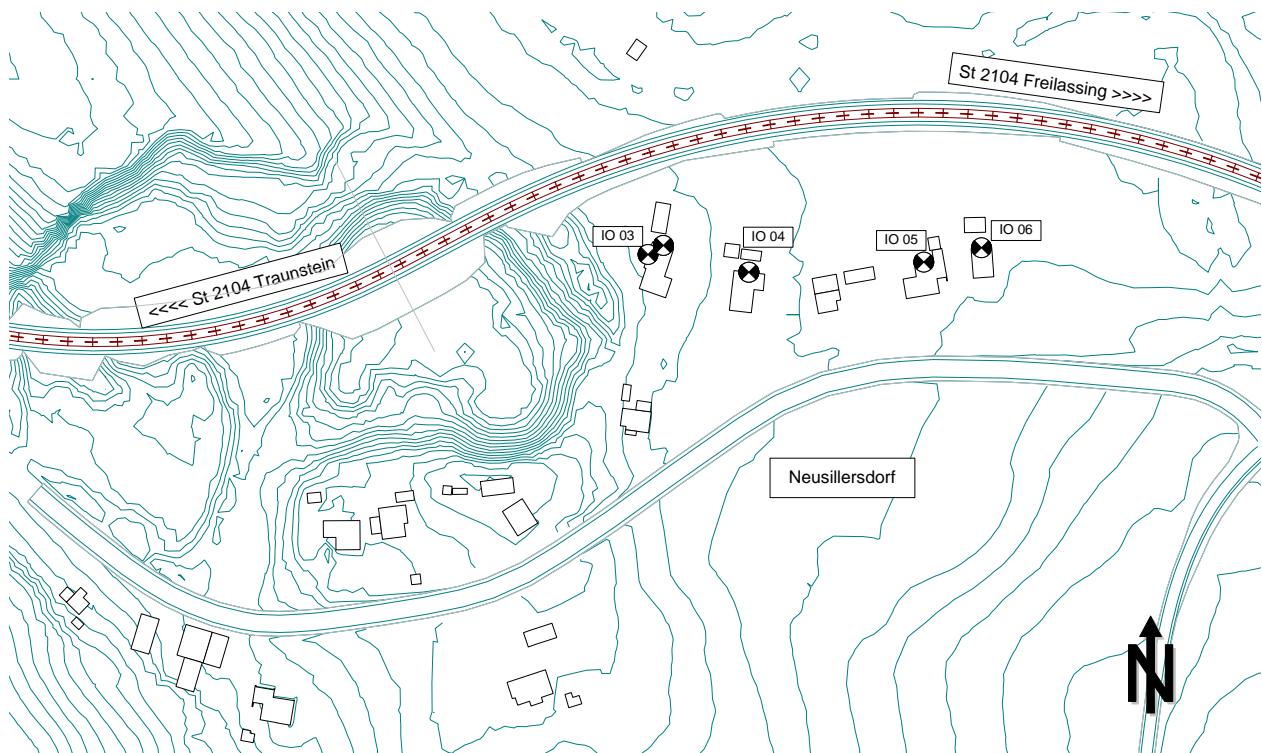 St 2104 Freilassing >>>>
IO 03
IO 04
IO 05
IO 06
<<<< St 2104 Traunstein
Neusillersdorf
N